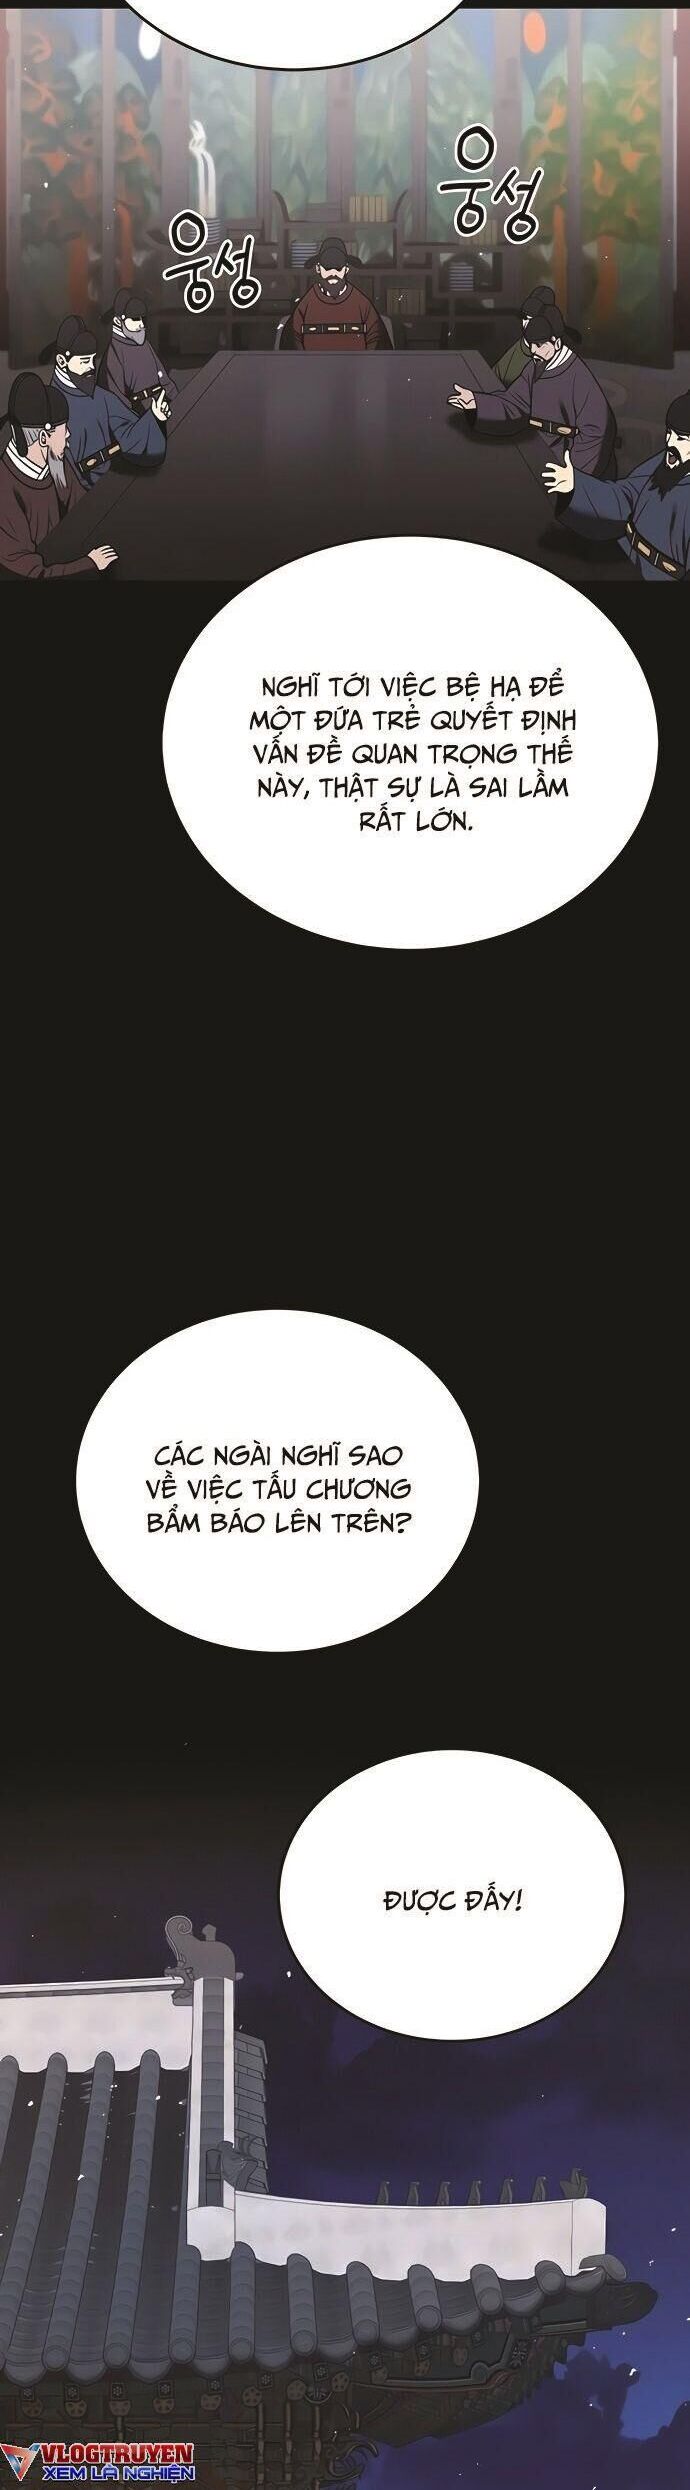 웅성
웅성
NGHĨ TỚI VIỆC BỆ HẠ ĐỂ
MỘT ĐỨA TRẺ QUYẾT ĐỊNH
VẤN ĐỀ QUAN TRỌNG THẾ
NÀY, THẬT SỰ LÀ SAI LẦM
RẤT LỚN.
CÁC NGÀI NGHĨ SAO
VỀ VIỆC TẤU CHƯƠNG
BẨM BÁO LÊN TRÊN?
ĐƯỢC ĐẤY!
VLOGTRUYEN
XEM LÀ NGHIỆN